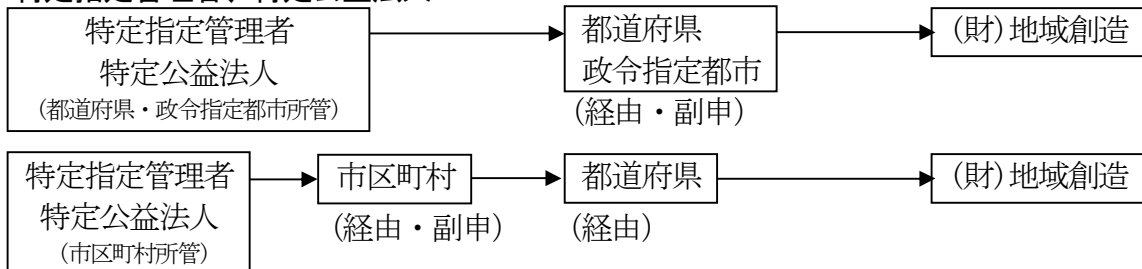 特定指定管理者
特定公益法人
(都道府県・政令指定都市所管)
都道府県
政令指定都市
(経由・副申)
(財)地域創造
特定指定管理者
特定公益法人
(市区町村所管)
市区町村
(経由・副申)
都道府県
(経由)
(財)地域創造